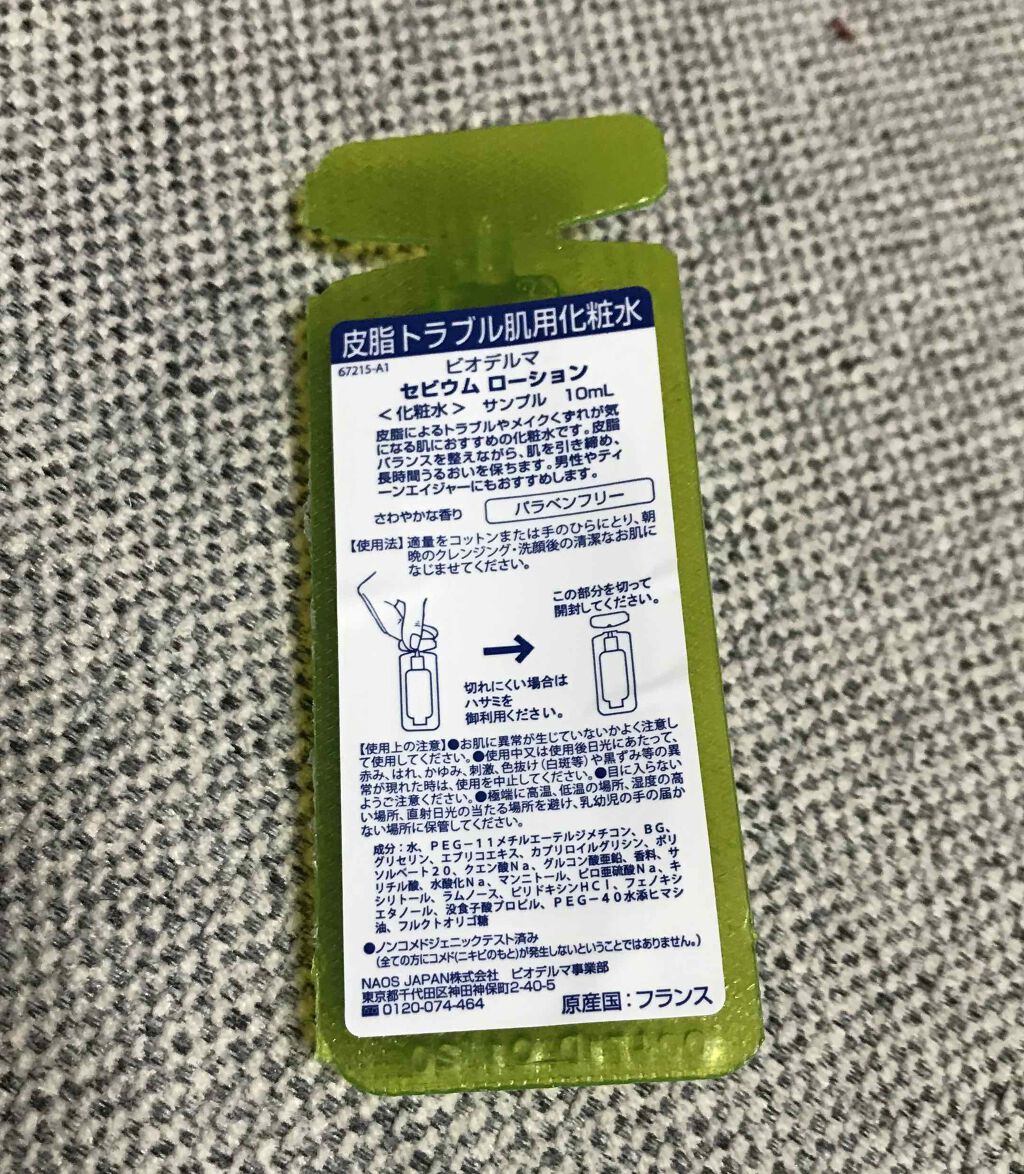 皮脂トラブル肌用化粧水
67215-A1
ビオデルマ
セビウム ローション
＜化粧水＞ サンプル 10mL
皮脂によるトラブルやメイクくずれが気
になる肌におすすめの化粧水です。皮脂
バランスを整えながら、肌を引き締め、
長時間うるおいを保ちます。男性やティ
ーンエイジャーにもおすすめします。
さわやかな香り パラベンフリー
【使用法】適量をコットンまたは手のひらにとり、朝
晩のクレンジング・洗顔後の清潔なお肌に
なじませてください。
この部分を切って
開封してください。
切れにくい場合は
ハサミを
御利用ください。
【使用上の注意】●お肌に異常が生じていないかよく注意し
て使用してください。●使用中又は使用後日光にあたって、
赤み、はれ、かゆみ、刺激、色抜け(白斑等)や黒ずみ等の異
常が現れた時は、使用を中止してください。●目に入らない
ようご注意ください。●極端に高温、低温の場所、湿度の高
い場所、直射日光の当たる場所を避け、乳幼児の手の届か
ない場所に保管してください。
成分：水、PEG－11メチルエーテルジメチコン、BG、
グリセリン、エプリコエキス、カプリロイルグリシン、ポリ
ソルベート20、クエン酸Na、グルコン酸亜鉛、香料、サ
リチル酸、水酸化Na、マンニトール、ピロ亜硫酸Na、キ
シリトール、ラムノース、ピリドキシンHCl、フェノキシ
エタノール、没食子酸プロピル、PEG－40水添ヒマシ
油、フルクトオリゴ糖
●ノンコメドジェニックテスト済み
(全ての方にコメド(ニキビのもと)が発生しないということではありません。)
NAOS JAPAN株式会社 ビオデルマ事業部
東京都千代田区神田神保町2-40-5
0120-074-464
原産国：フランス